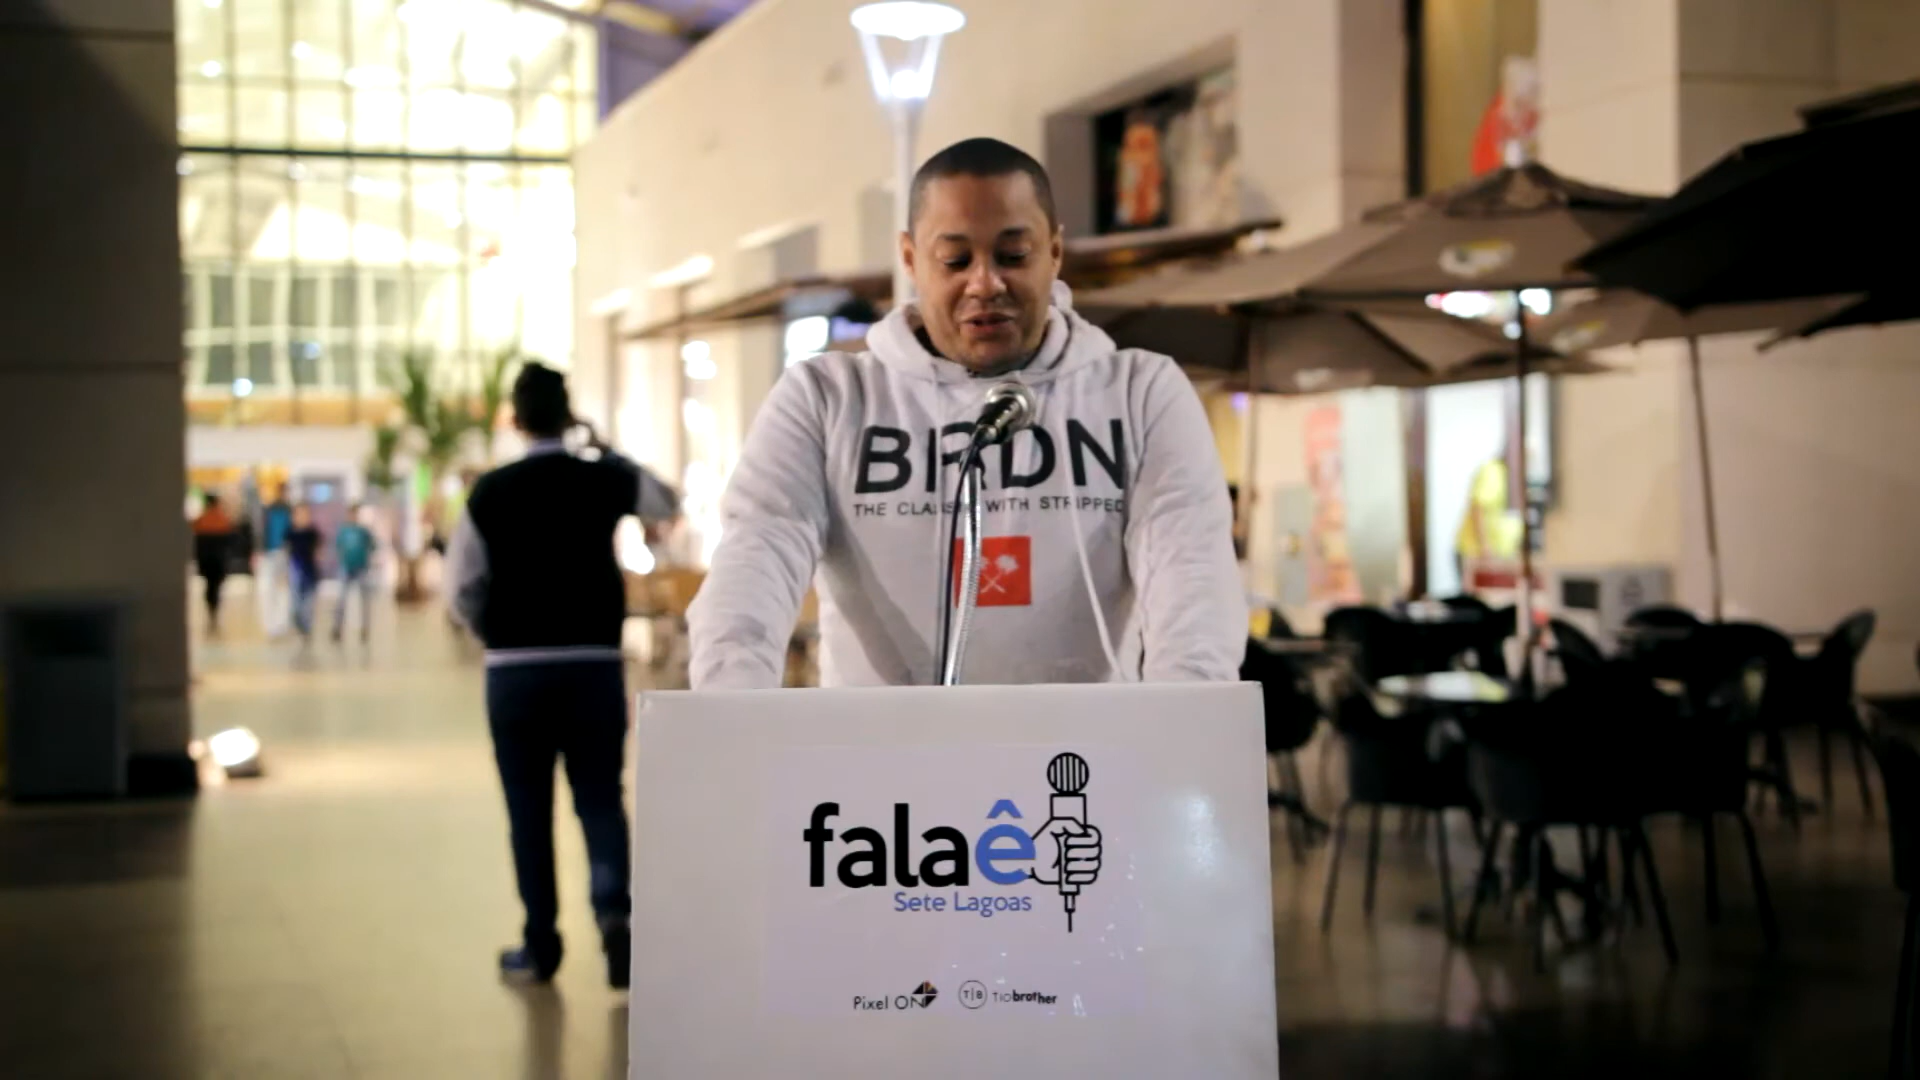 BRDN
THE CLASSIC WITH STRIPPED
falaê
Sete Lagoas
Pixel ON
T|B TIObrother